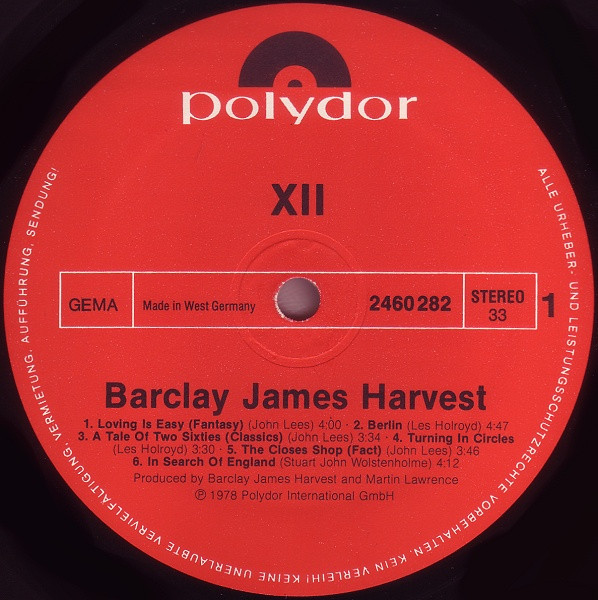 polydor
XII
GEMA
Made in West Germany
2460 282
STEREO
33
1
Barclay James Harvest
1. Loving Is Easy (Fantasy) (John Lees) 4:00 · 2. Berlin (Les Holroyd) 4:47
3. A Tale Of Two Sixties (Classics) (John Lees) 3:34 · 4. Turning In Circles
(Les Holroyd) 3:30 · 5. The Closes Shop (Fact) (John Lees) 3:46
6. In Search Of England (Stuart John Wolstenholme) 4:12
Produced by Barclay James Harvest and Martin Lawrence
℗ 1978 Polydor International GmbH
ALLE URHEBER- UND LEISTUNGSSCHUTZRECHTE VORBEHALTEN. KEIN VERLEIH! KEINE UNERLAUBTE VERVIELFÄLTIGUNG, VERMIETUNG, AUFFÜHRUNG, SENDUNG!